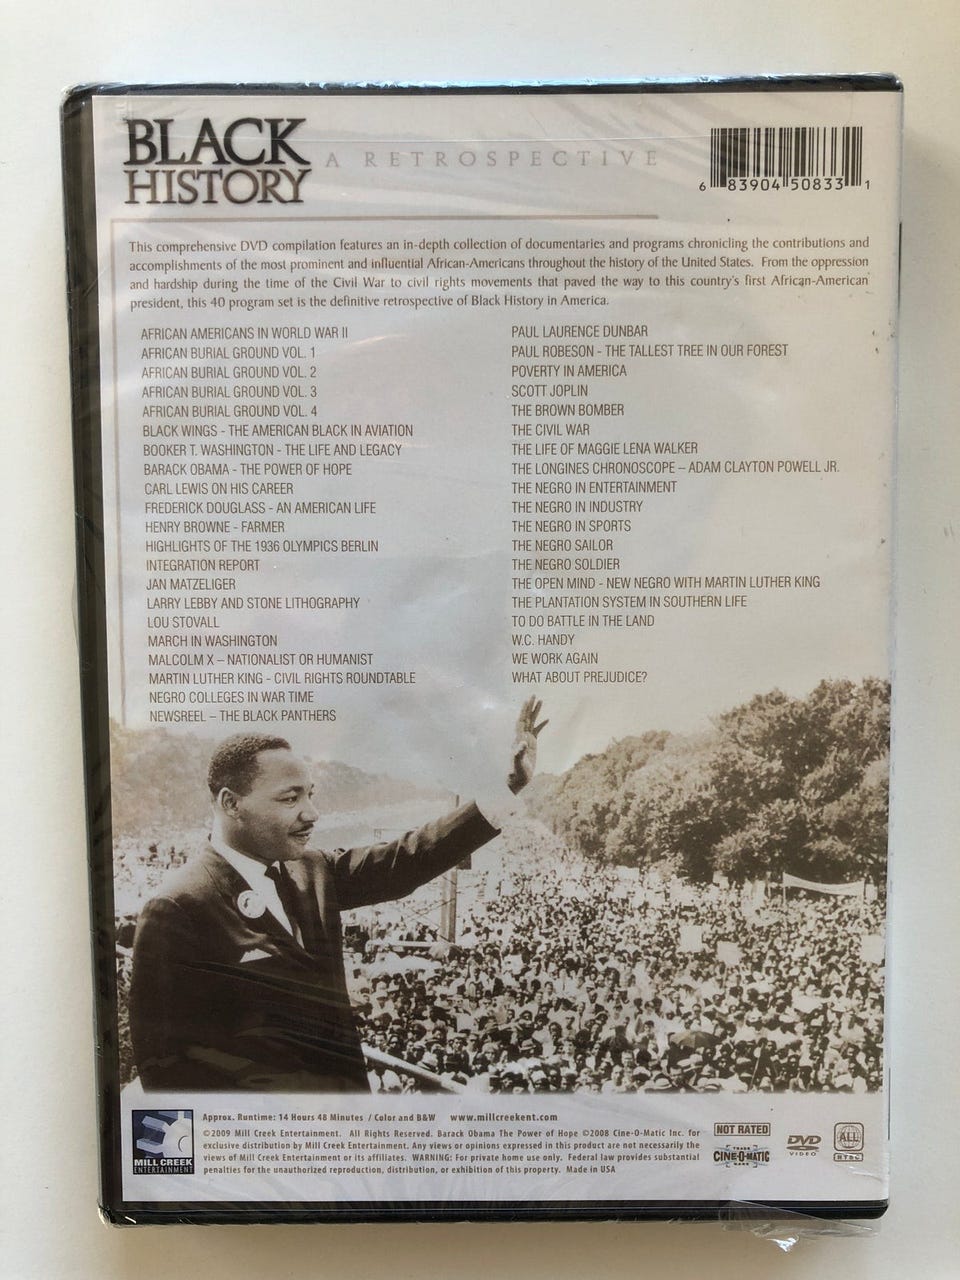 BLACK
HISTORY
A RETROSPECTIVE
6 83904 50833 1
This comprehensive DVD compilation features an in-depth collection of documentaries and programs chronicling the contributions and
accomplishments of the most prominent and influential African-Americans throughout the history of the United States. From the oppression
and hardship during the time of the Civil War to civil rights movements that paved the way to this country's first African-American
president, this 40 program set is the definitive retrospective of Black History in America.
AFRICAN AMERICANS IN WORLD WAR II
AFRICAN BURIAL GROUND VOL. 1
AFRICAN BURIAL GROUND VOL. 2
AFRICAN BURIAL GROUND VOL. 3
AFRICAN BURIAL GROUND VOL. 4
BLACK WINGS - THE AMERICAN BLACK IN AVIATION
BOOKER T. WASHINGTON - THE LIFE AND LEGACY
BARACK OBAMA - THE POWER OF HOPE
CARL LEWIS ON HIS CAREER
FREDERICK DOUGLASS - AN AMERICAN LIFE
HENRY BROWNE - FARMER
HIGHLIGHTS OF THE 1936 OLYMPICS BERLIN
INTEGRATION REPORT
JAN MATZELIGER
LARRY LEBBY AND STONE LITHOGRAPHY
LOU STOVALL
MARCH IN WASHINGTON
MALCOLM X – NATIONALIST OR HUMANIST
MARTIN LUTHER KING - CIVIL RIGHTS ROUNDTABLE
NEGRO COLLEGES IN WAR TIME
NEWSREEL – THE BLACK PANTHERS
PAUL LAURENCE DUNBAR
PAUL ROBESON - THE TALLEST TREE IN OUR FOREST
POVERTY IN AMERICA
SCOTT JOPLIN
THE BROWN BOMBER
THE CIVIL WAR
THE LIFE OF MAGGIE LENA WALKER
THE LONGINES CHRONOSCOPE – ADAM CLAYTON POWELL JR.
THE NEGRO IN ENTERTAINMENT
THE NEGRO IN INDUSTRY
THE NEGRO IN SPORTS
THE NEGRO SAILOR
THE NEGRO SOLDIER
THE OPEN MIND - NEW NEGRO WITH MARTIN LUTHER KING
THE PLANTATION SYSTEM IN SOUTHERN LIFE
TO DO BATTLE IN THE LAND
W.C. HANDY
WE WORK AGAIN
WHAT ABOUT PREJUDICE?
MILL CREEK
ENTERTAINMENT
Approx. Runtime: 14 Hours 48 Minutes / Color and B&W www.millcreekent.com
©2009 Mill Creek Entertainment. All Rights Reserved. Barack Obama The Power of Hope ©2008 Cine-O-Matic Inc. for
exclusive distribution by Mill Creek Entertainment. Any views or opinions expressed in this product are not necessarily the
views of Mill Creek Entertainment or its affiliates. WARNING: For private home use only. Federal law provides substantial
penalties for the unauthorized reproduction, distribution, or exhibition of this property. Made in USA
NOT RATED
TRADE
CINE-O-MATIC
MARK
DVD
VIDEO
ALL
NTSC